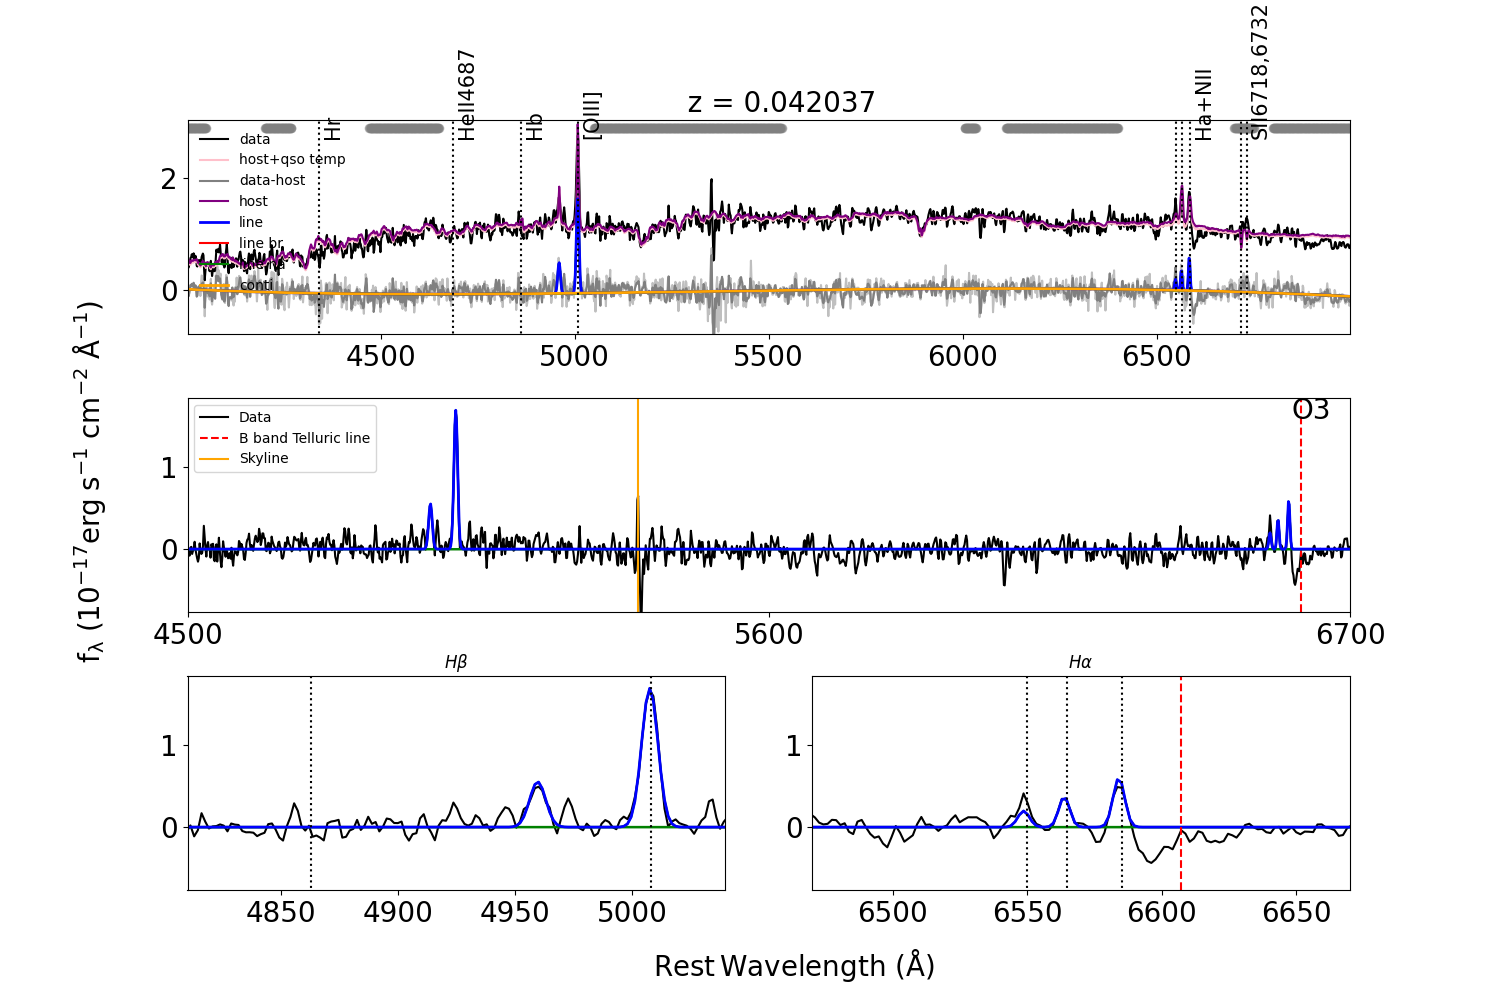 z = 0.042037
Hr
HeII4687
Hb
[OIII]
Ha+NII
SII6718,6732
data
host+qso temp
data-host
host
line
line br
conti
2
0
4500 5000 5500 6000 6500
Data
B band Telluric line
Skyline
O3
1
0
4500 5600 6700
fλ (10⁻¹⁷erg s⁻¹ cm⁻² Å⁻¹)
Hβ
1
0
4850 4900 4950 5000
Hα
1
0
6500 6550 6600 6650
Rest Wavelength (Å)